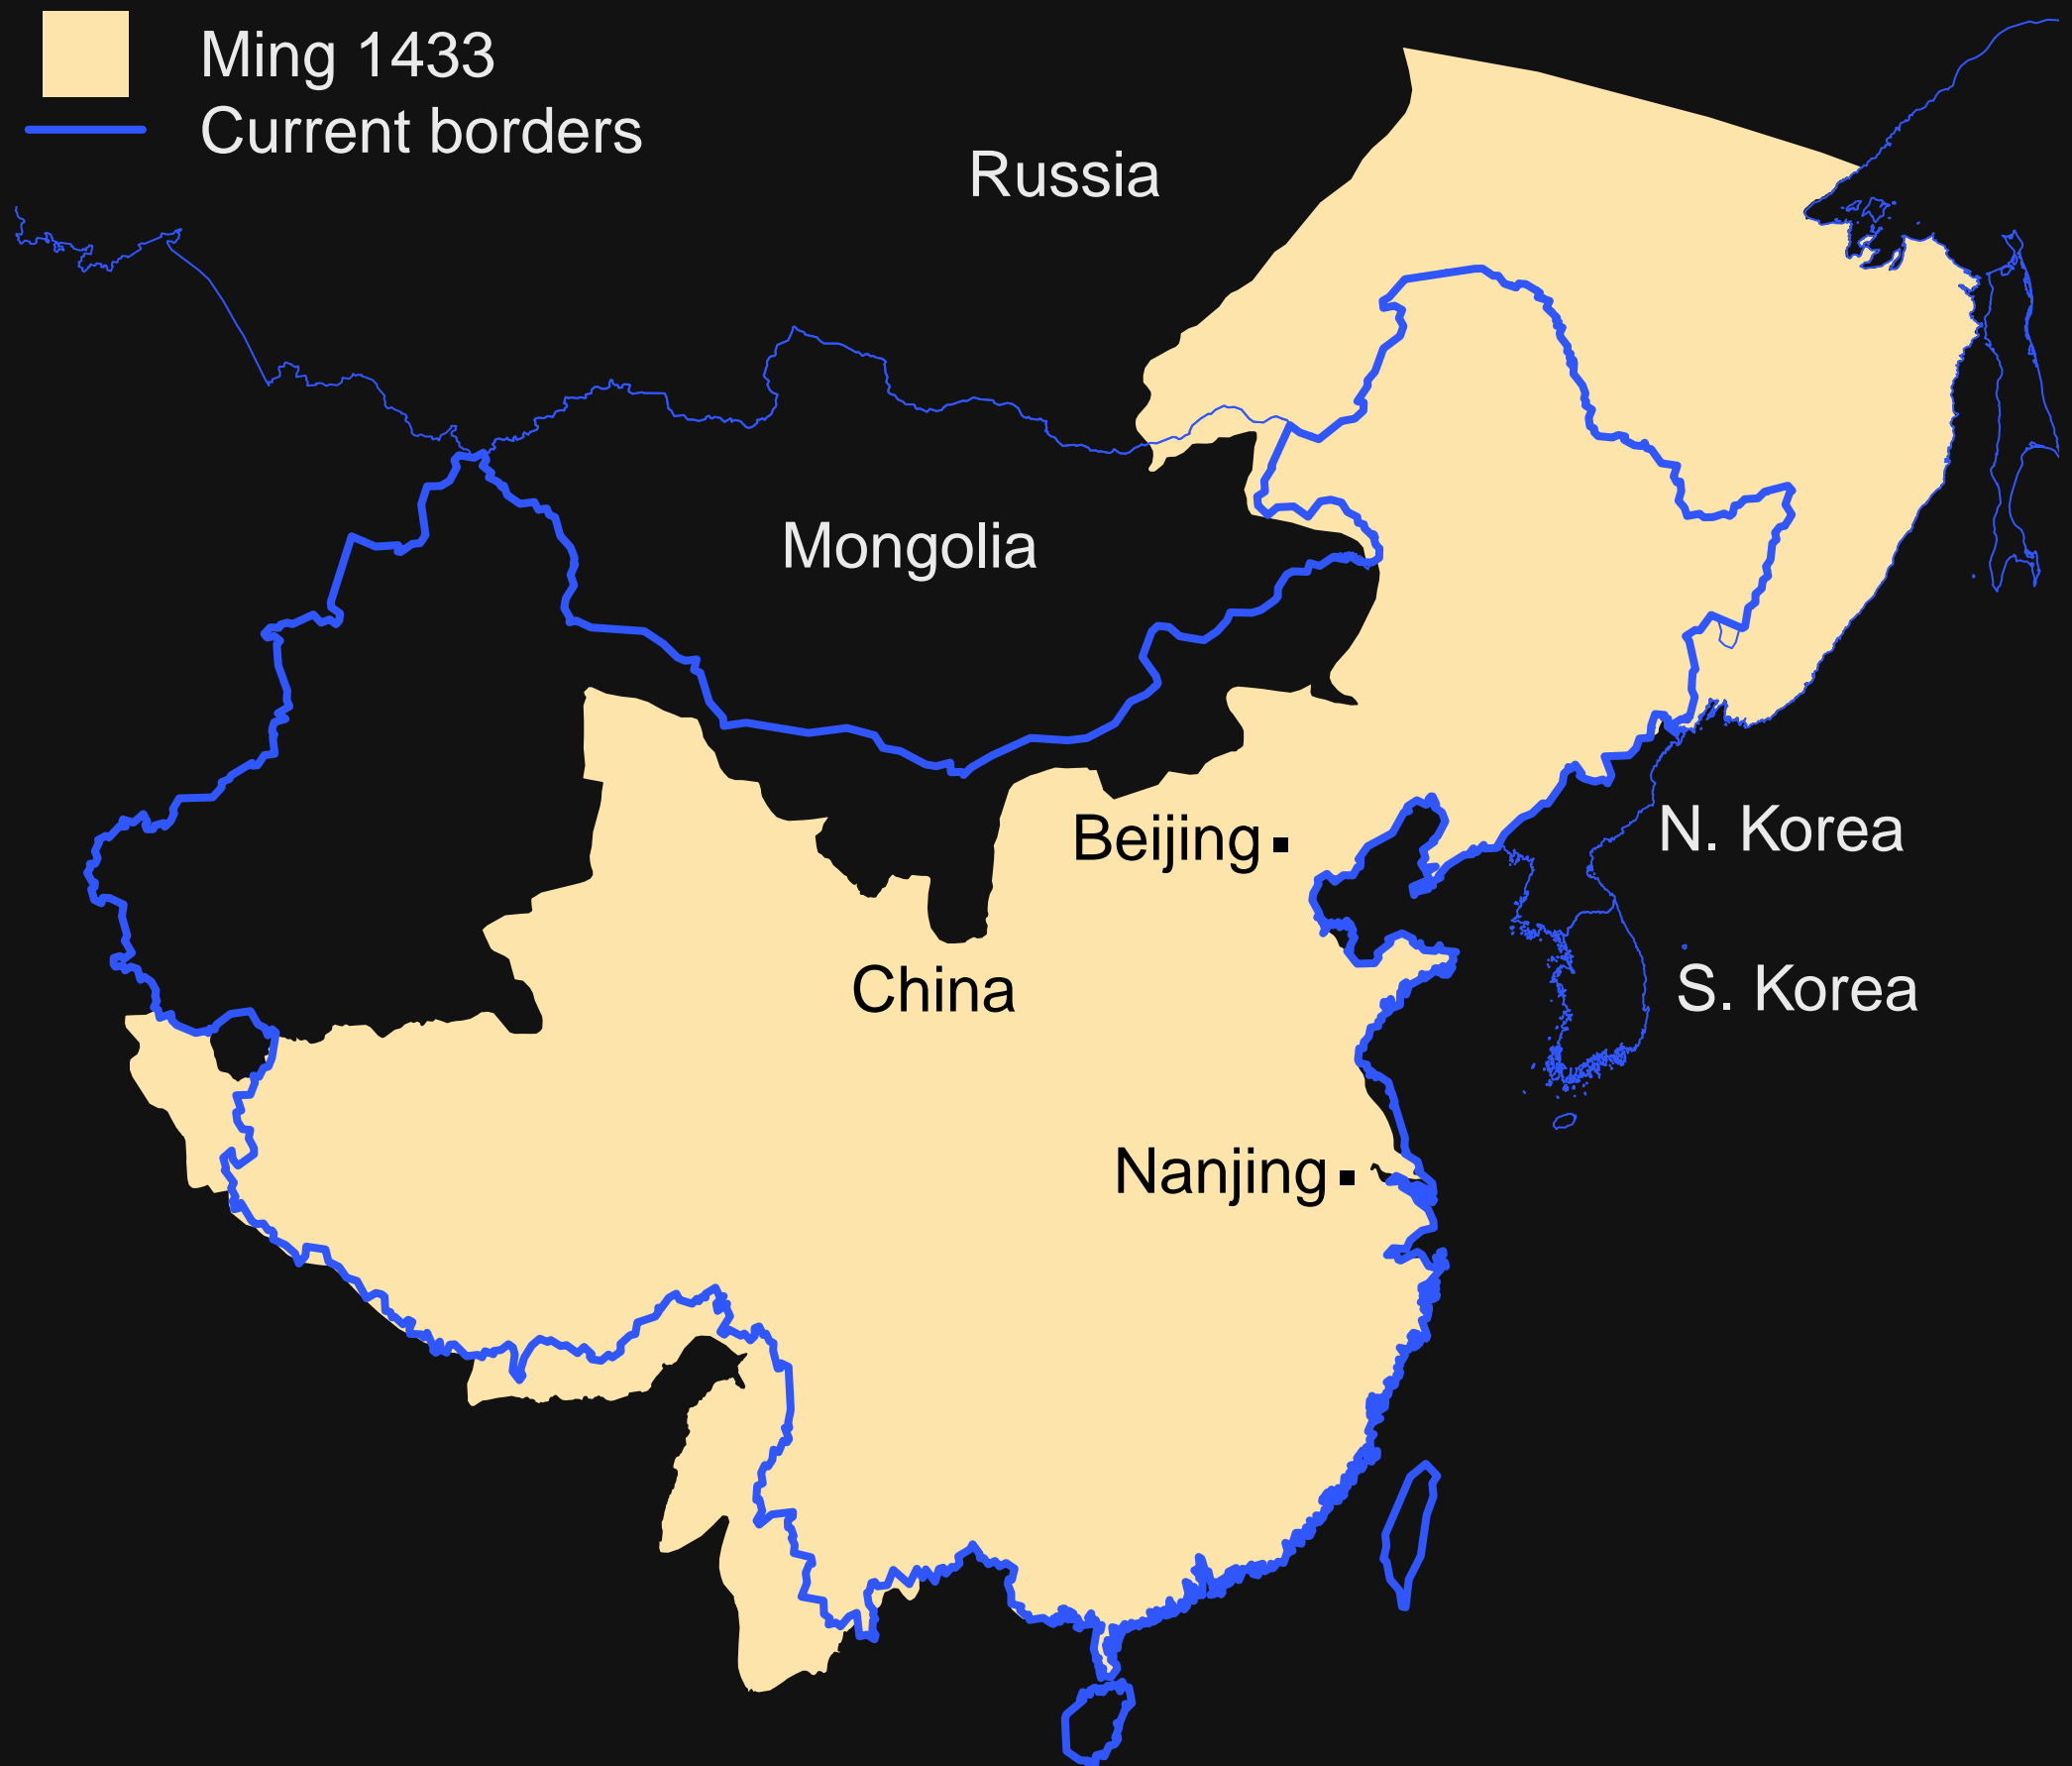 Ming 1433
Current borders
Russia
Mongolia
Beijing
N. Korea
China
S. Korea
Nanjing